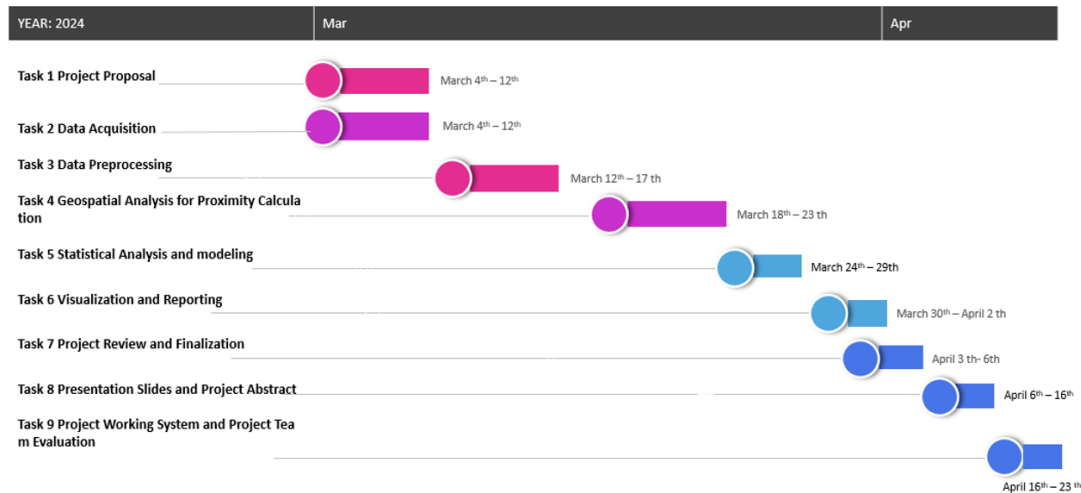 YEAR: 2024 Mar Apr
Task 1 Project Proposal March 4th – 12th
Task 2 Data Acquisition March 4th – 12th
Task 3 Data Preprocessing March 12th – 17 th
Task 4 Geospatial Analysis for Proximity Calcula
tion March 18th – 23 th
Task 5 Statistical Analysis and modeling March 24th – 29th
Task 6 Visualization and Reporting March 30th – April 2 th
Task 7 Project Review and Finalization April 3 th- 6th
Task 8 Presentation Slides and Project Abstract April 6th – 16th
Task 9 Project Working System and Project Tea
m Evaluation
April 16th – 23 th